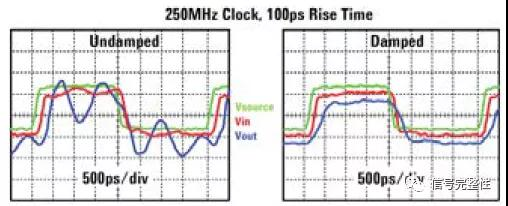 250MHz Clock, 100ps Rise Time
Undamped
Damped
Vsource
Vin
Vout
500ps/div
500ps/div
信号完整性